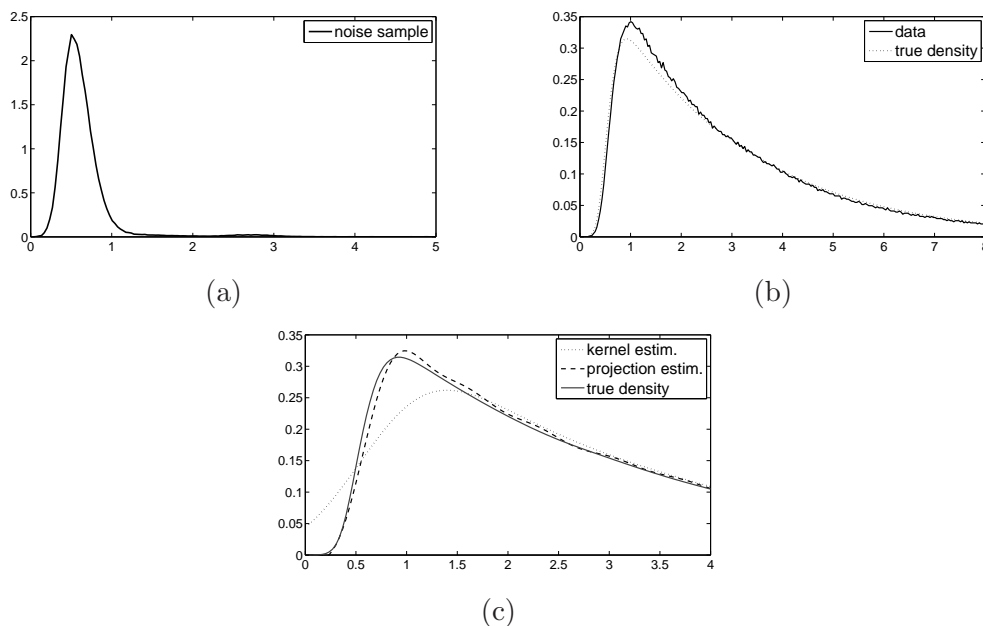 2.5
2
1.5
1
0.5
0
0 1 2 3 4 5
noise sample
(a)
0.35
0.3
0.25
0.2
0.15
0.1
0.05
0
0 1 2 3 4 5 6 7 8
data
true density
(b)
0.35
0.3
0.25
0.2
0.15
0.1
0.05
0
0 0.5 1 1.5 2 2.5 3 3.5 4
kernel estim.
projection estim.
true density
(c)